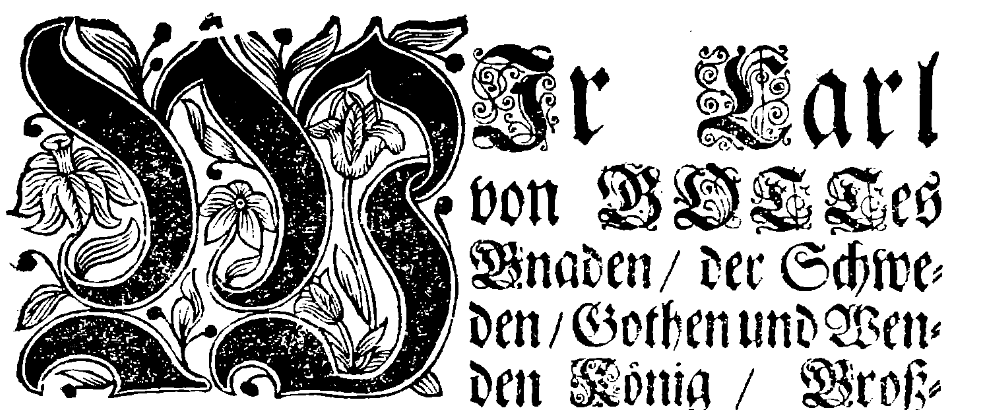 WIr Carl
von GOTTes
Gnaden / der Schwe-
den / Gothen und Wen-
den König / Groß-